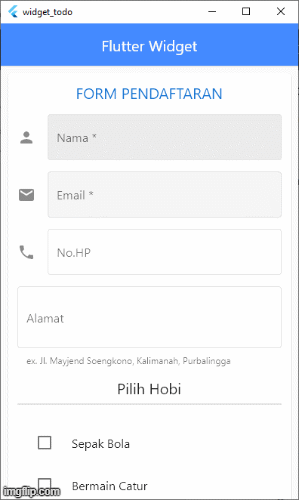 widget_todo
Flutter Widget
FORM PENDAFTARAN
Nama *
Email *
No.HP
Alamat
ex. Jl. Mayjend Soengkono, Kalimanah, Purbalingga
Pilih Hobi
Sepak Bola
Bermain Catur
imgflip.com